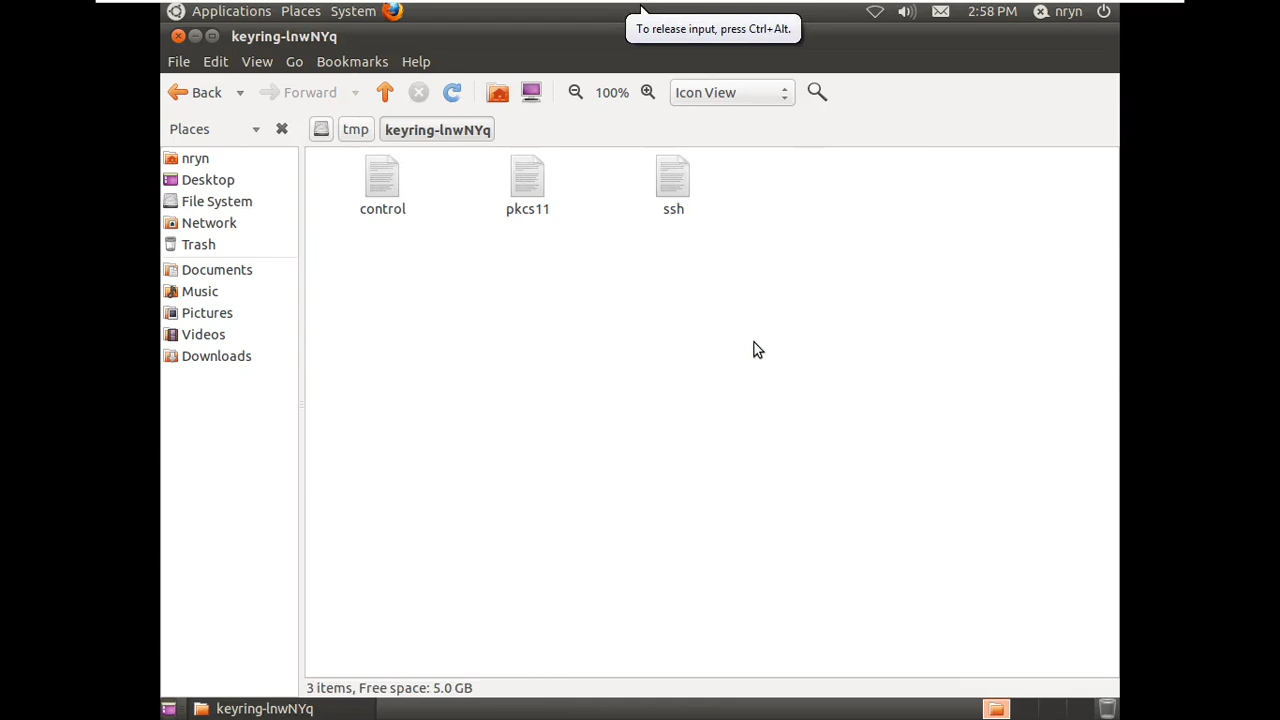 Applications Places System 2:58 PM nryn
To release input, press Ctrl+Alt.
keyring-lnwNYq
File Edit View Go Bookmarks Help
Back Forward 100% Icon View
Places tmp keyring-lnwNYq
nryn
Desktop
File System
Network
Trash
Documents
Music
Pictures
Videos
Downloads
control pkcs11 ssh
3 items, Free space: 5.0 GB
keyring-lnwNYq